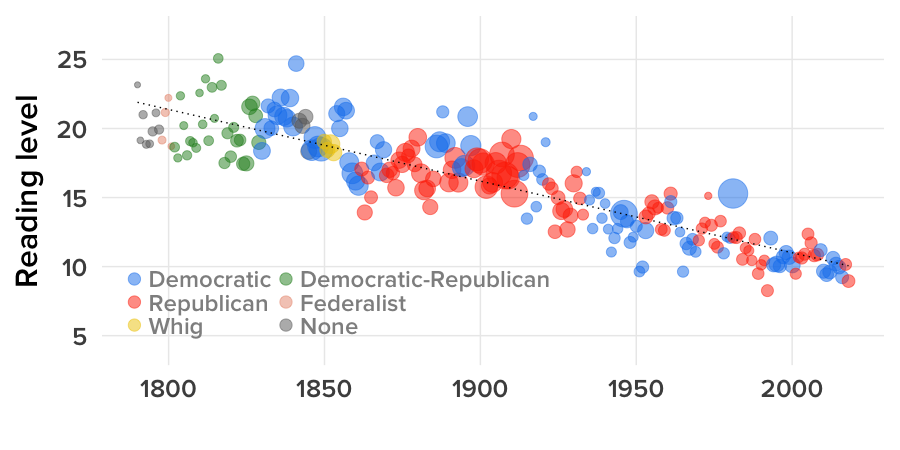 25
20
15
10
5
Reading level
Democratic
Democratic-Republican
Republican
Federalist
Whig
None
1800
1850
1900
1950
2000